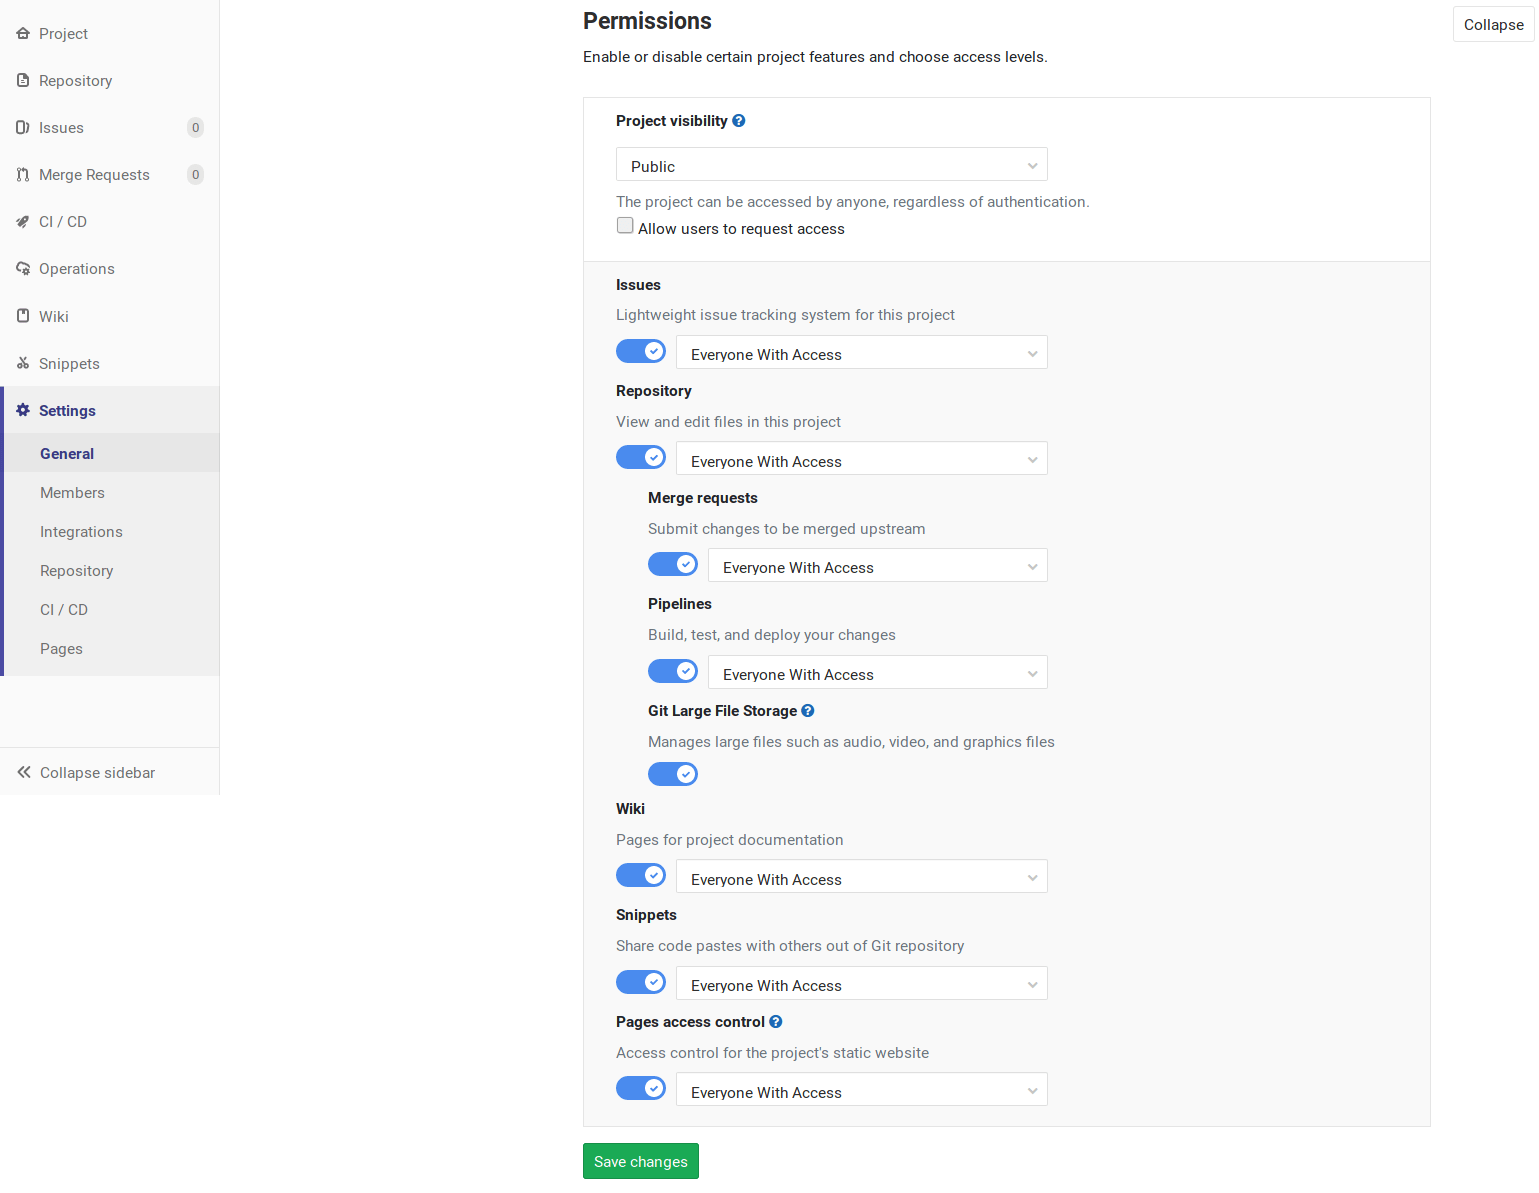 Project
Repository
Issues 0
Merge Requests 0
CI / CD
Operations
Wiki
Snippets
Settings
General
Members
Integrations
Repository
CI / CD
Pages
Collapse sidebar
Permissions
Collapse
Enable or disable certain project features and choose access levels.
Project visibility
Public
The project can be accessed by anyone, regardless of authentication.
Allow users to request access
Issues
Lightweight issue tracking system for this project
Everyone With Access
Repository
View and edit files in this project
Everyone With Access
Merge requests
Submit changes to be merged upstream
Everyone With Access
Pipelines
Build, test, and deploy your changes
Everyone With Access
Git Large File Storage
Manages large files such as audio, video, and graphics files
Wiki
Pages for project documentation
Everyone With Access
Snippets
Share code pastes with others out of Git repository
Everyone With Access
Pages access control
Access control for the project's static website
Everyone With Access
Save changes